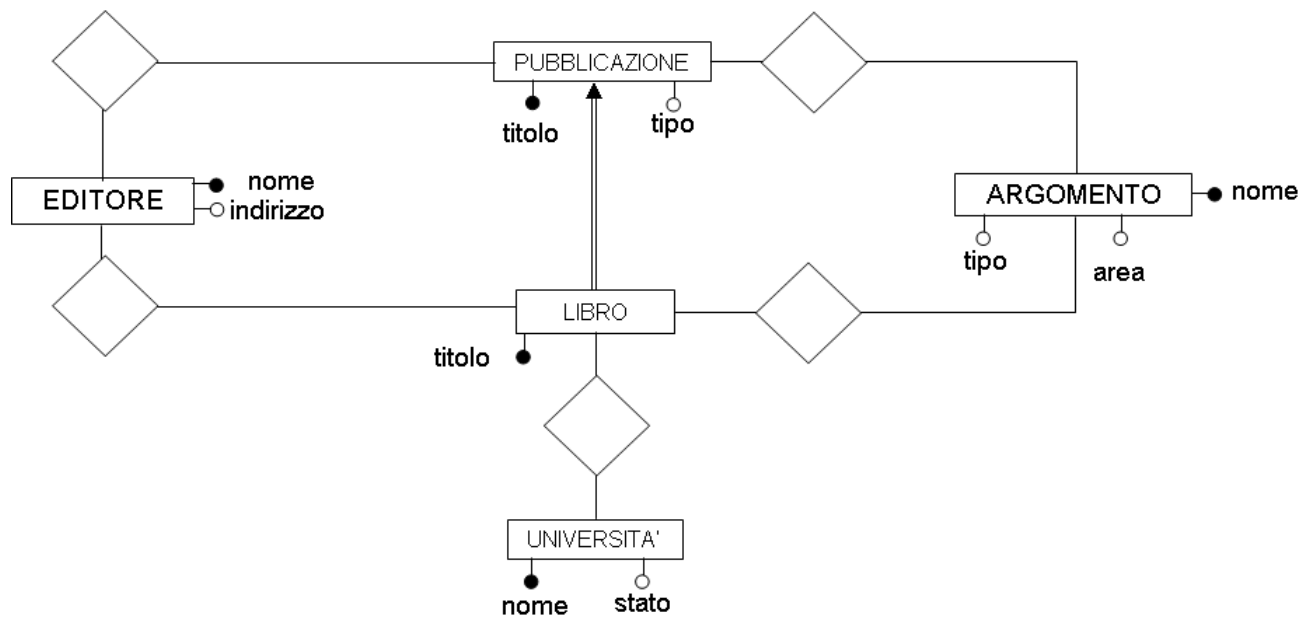 PUBBLICAZIONE
titolo
tipo
EDITORE
nome
indirizzo
ARGOMENTO
nome
tipo
area
LIBRO
titolo
UNIVERSITA'
nome
stato